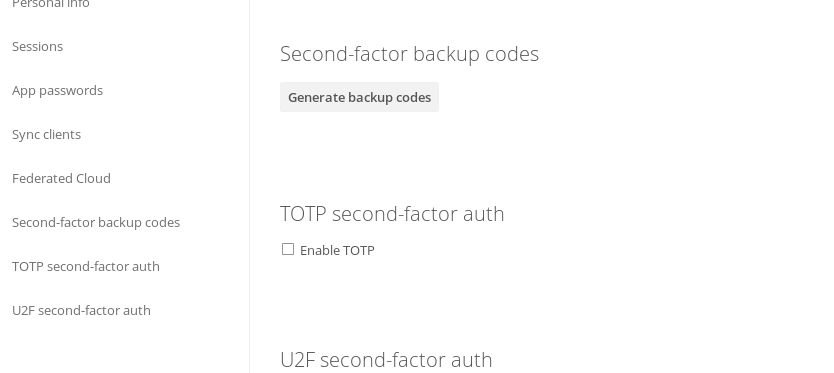 Personal info
Sessions
App passwords
Sync clients
Federated Cloud
Second-factor backup codes
TOTP second-factor auth
U2F second-factor auth
Second-factor backup codes
Generate backup codes
TOTP second-factor auth
Enable TOTP
U2F second-factor auth